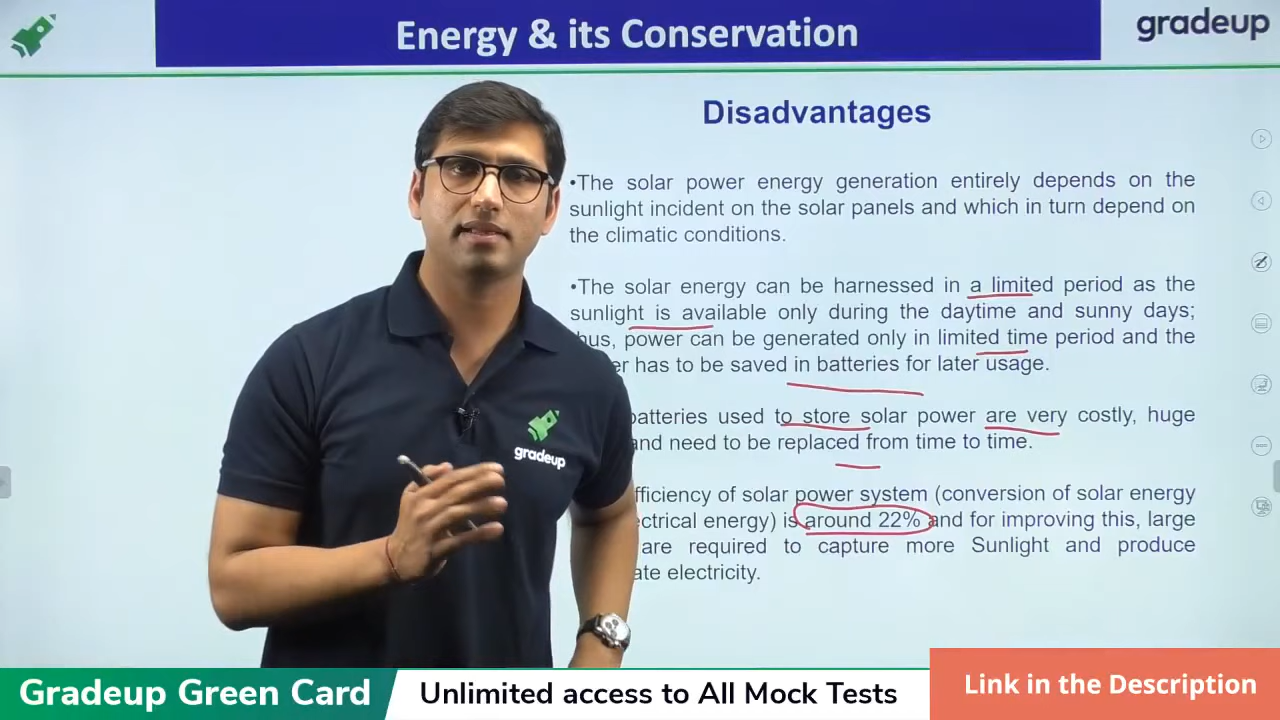 Energy & its Conservation
gradeup
Disadvantages
•The solar power energy generation entirely depends on the
sunlight incident on the solar panels and which in turn depend on
the climatic conditions.
•The solar energy can be harnessed in a limited period as the
sunlight is available only during the daytime and sunny days;
power can be generated only in limited time period and the
has to be saved in batteries for later usage.
batteries used to store solar power are very costly, huge
and need to be replaced from time to time.
of solar power system (conversion of solar energy
energy) is around 22% and for improving this, large
are required to capture more Sunlight and produce
electricity.
gradeup
Gradeup Green Card
Unlimited access to All Mock Tests
Link in the Description